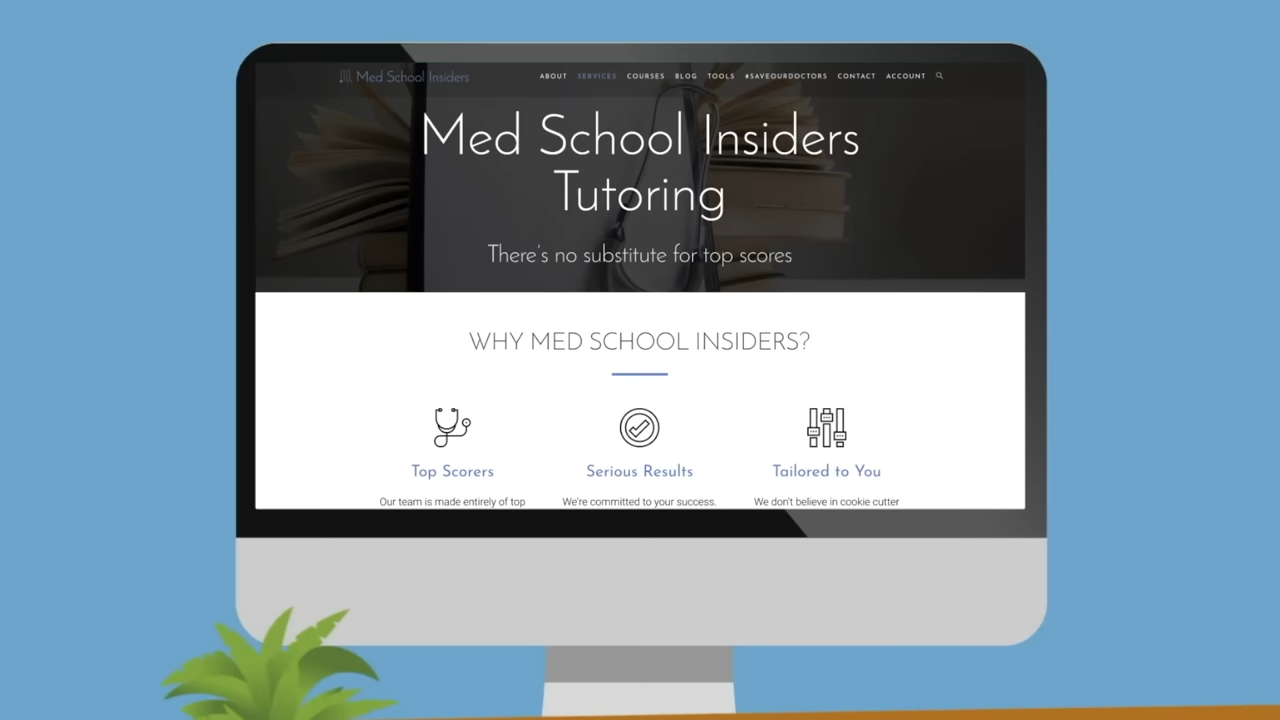 Med School Insiders
ABOUT SERVICES COURSES BLOG TOOLS #SAVEOURDOCTORS CONTACT ACCOUNT
Med School Insiders
Tutoring
There's no substitute for top scores
WHY MED SCHOOL INSIDERS?
Top Scorers Serious Results Tailored to You
Our team is made entirely of top We're committed to your success. We don't believe in cookie cutter